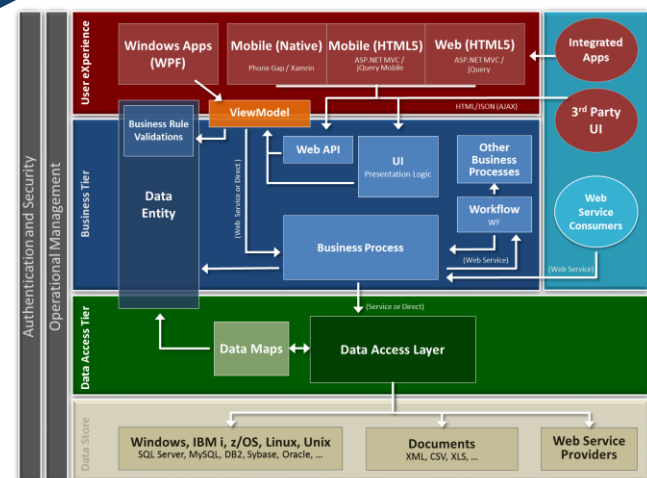 Authentication and Security
Operational Management
User eXperience
Windows Apps
(WPF)
Mobile (Native)
Phone Gap / Xamrin
Mobile (HTML5)
ASP.NET MVC /
jQuery Mobile
Web (HTML5)
ASP.NET MVC /
jQuery
Integrated
Apps
HTML/JSON (AJAX)
3rd Party
UI
ViewModel
Business Tier
Business Rule
Validations
Data
Entity
(Web Service or Direct)
Web API
UI
Presentation Logic
Other
Business
Processes
Workflow
WF
Web
Service
Consumers
Business Process
(Web Service)
(Web Service)
Data Access Tier
(Service or Direct)
Data Maps
Data Access Layer
Data Store
Windows, IBM i, z/OS, Linux, Unix
SQL Server, MySQL, DB2, Sybase, Oracle, ...
Documents
XML, CSV, XLS, ...
Web Service
Providers